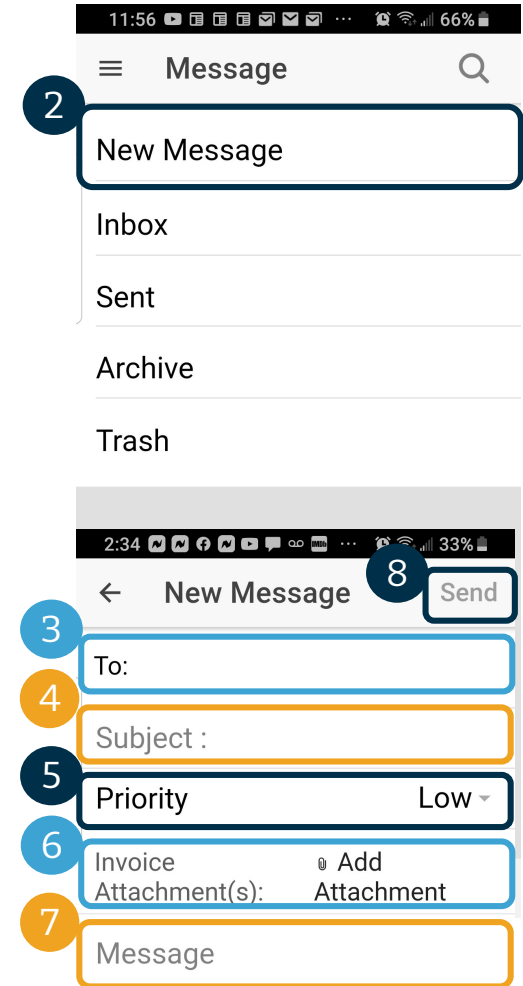 11:56 ... 66%
Message
2
New Message
Inbox
Sent
Archive
Trash
2:34 IMDb ... 33%
8
New Message Send
3
To:
4
Subject :
5
Priority Low
6
Invoice Attachment(s): Add Attachment
7
Message